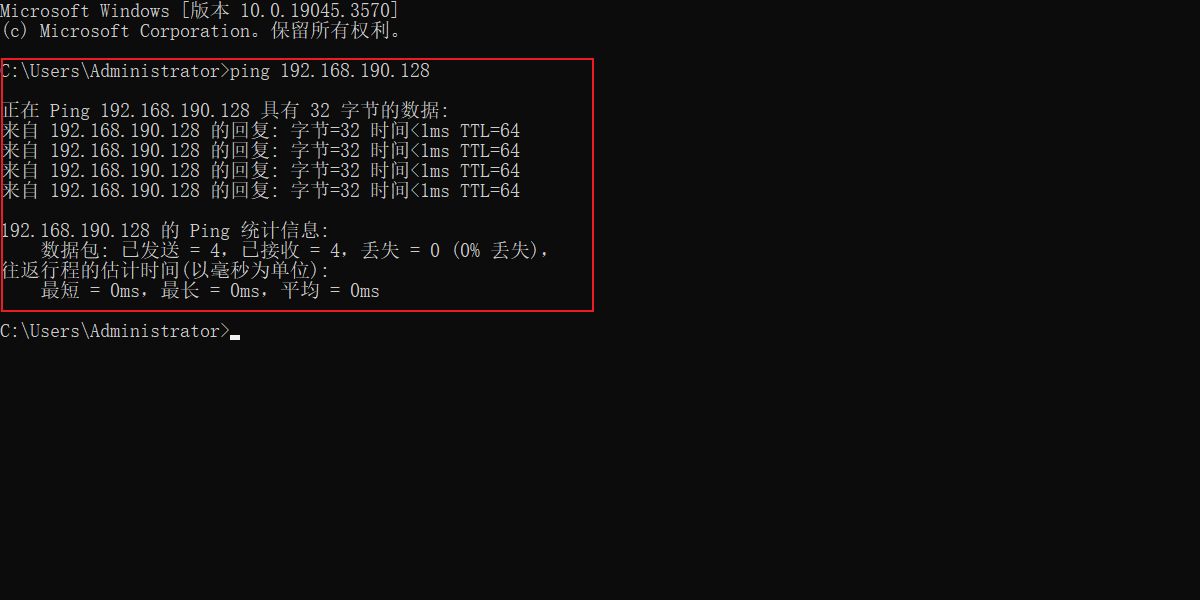 Microsoft Windows [版本 10.0.19045.3570]
(c) Microsoft Corporation。保留所有权利。
C:\Users\Administrator>ping 192.168.190.128
正在 Ping 192.168.190.128 具有 32 字节的数据:
来自 192.168.190.128 的回复: 字节=32 时间<1ms TTL=64
来自 192.168.190.128 的回复: 字节=32 时间<1ms TTL=64
来自 192.168.190.128 的回复: 字节=32 时间<1ms TTL=64
来自 192.168.190.128 的回复: 字节=32 时间<1ms TTL=64
192.168.190.128 的 Ping 统计信息:
    数据包: 已发送 = 4，已接收 = 4，丢失 = 0 (0% 丢失)，
往返行程的估计时间(以毫秒为单位):
    最短 = 0ms，最长 = 0ms，平均 = 0ms
C:\Users\Administrator>